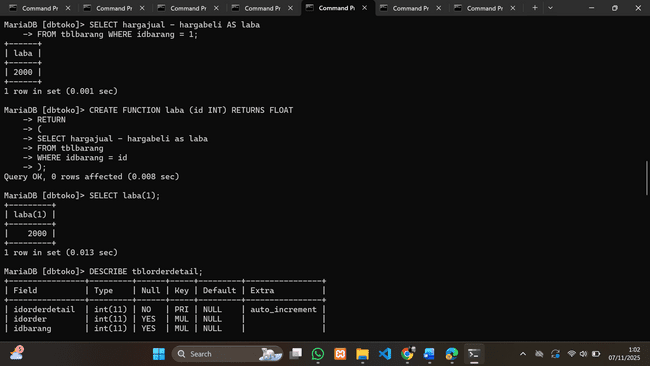 Command Pr Command Pr Command Pr Command Pr Command Pr Command Pr Command Pr
MariaDB [dbtoko]> SELECT hargajual - hargabeli AS laba
    -> FROM tblbarang WHERE idbarang = 1;
+------+
| laba |
+------+
| 2000 |
+------+
1 row in set (0.001 sec)
MariaDB [dbtoko]> CREATE FUNCTION laba (id INT) RETURNS FLOAT
    -> RETURN
    -> (
    -> SELECT hargajual - hargabeli as laba
    -> FROM tblbarang
    -> WHERE idbarang = id
    -> );
Query OK, 0 rows affected (0.008 sec)
MariaDB [dbtoko]> SELECT laba(1);
+---------+
| laba(1) |
+---------+
|    2000 |
+---------+
1 row in set (0.013 sec)
MariaDB [dbtoko]> DESCRIBE tblorderdetail;
+---------------+---------+------+-----+---------+----------------+
| Field         | Type    | Null | Key | Default | Extra          |
+---------------+---------+------+-----+---------+----------------+
| idorderdetail | int(11) | NO   | PRI | NULL    | auto_increment |
| idorder       | int(11) | YES  | MUL | NULL    |                |
| idbarang      | int(11) | YES  | MUL | NULL    |                |
Search
1:02
07/11/2025